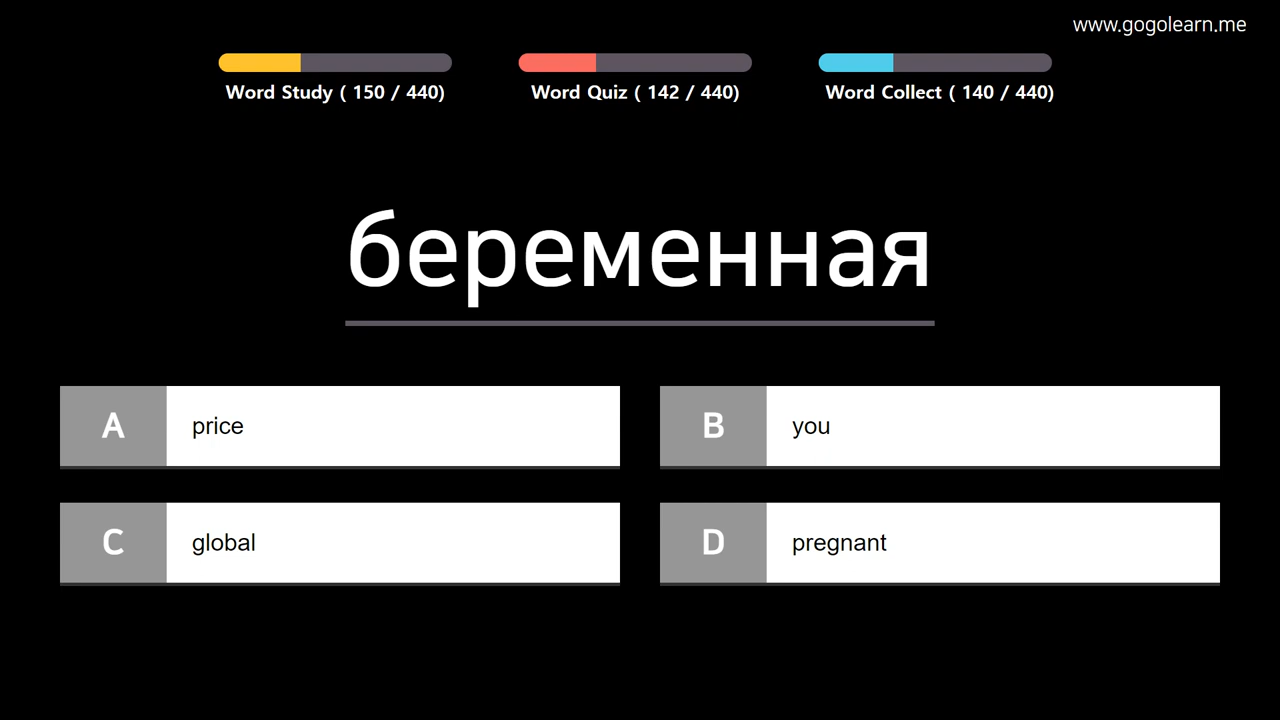 www.gogolearn.me
Word Study ( 150 / 440)
Word Quiz ( 142 / 440)
Word Collect ( 140 / 440)
беременная
A price
B you
C global
D pregnant